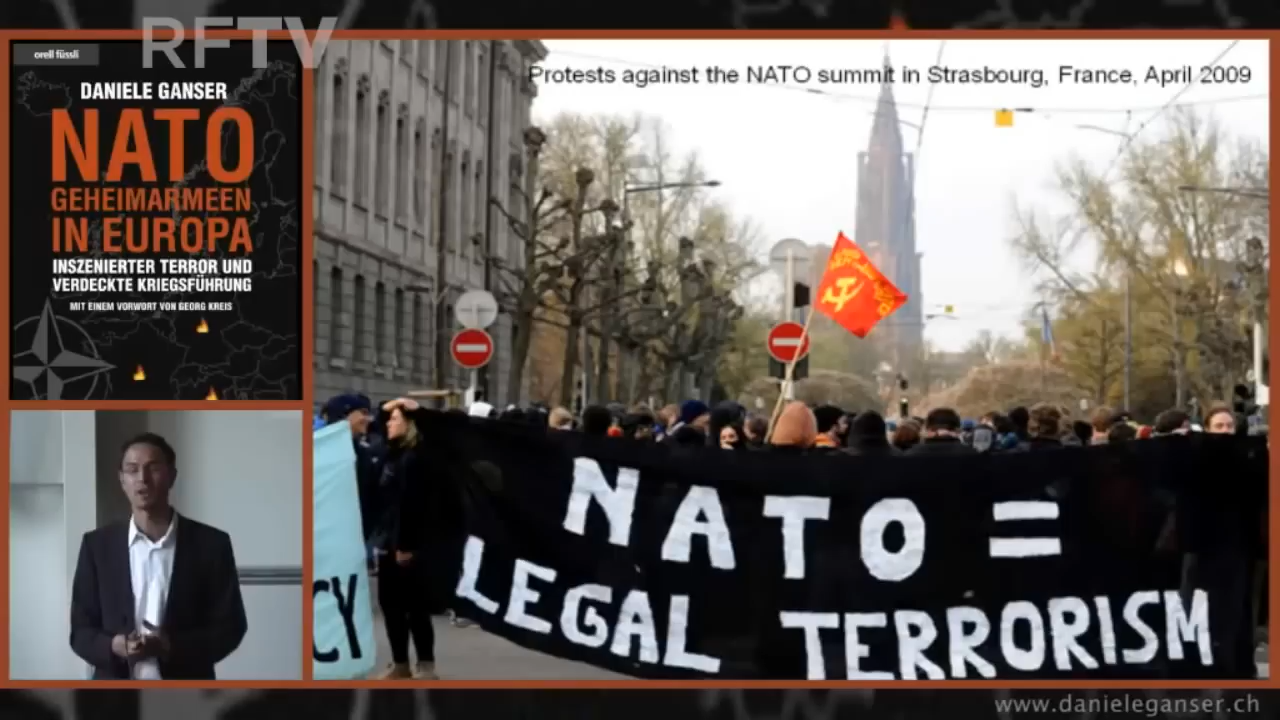 RFTV
orell füssli
DANIELE GANSER
NATO
GEHEIMARMEEN
IN EUROPA
INSZENIERTER TERROR UND
VERDECKTE KRIEGSFÜHRUNG
MIT EINEM VORWORT VON GEORG KREIS
Protests against the NATO summit in Strasbourg, France, April 2009
CY
NATO =
LEGAL TERRORISM
www.danieleganser.ch